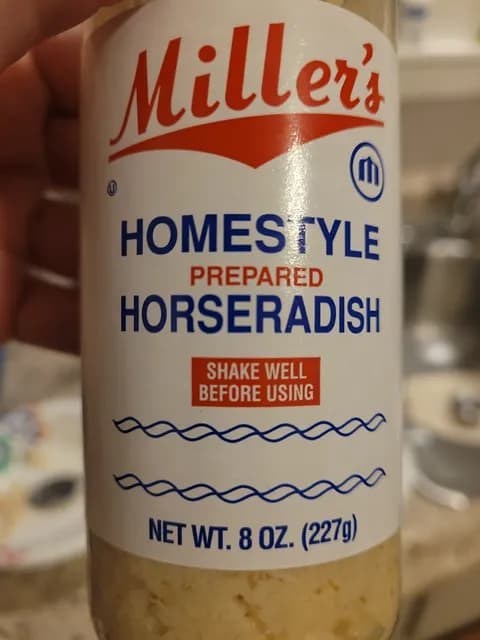 Miller's
U
m
HOMESTYLE
PREPARED
HORSERADISH
SHAKE WELL
BEFORE USING
NET WT. 8 OZ. (227g)